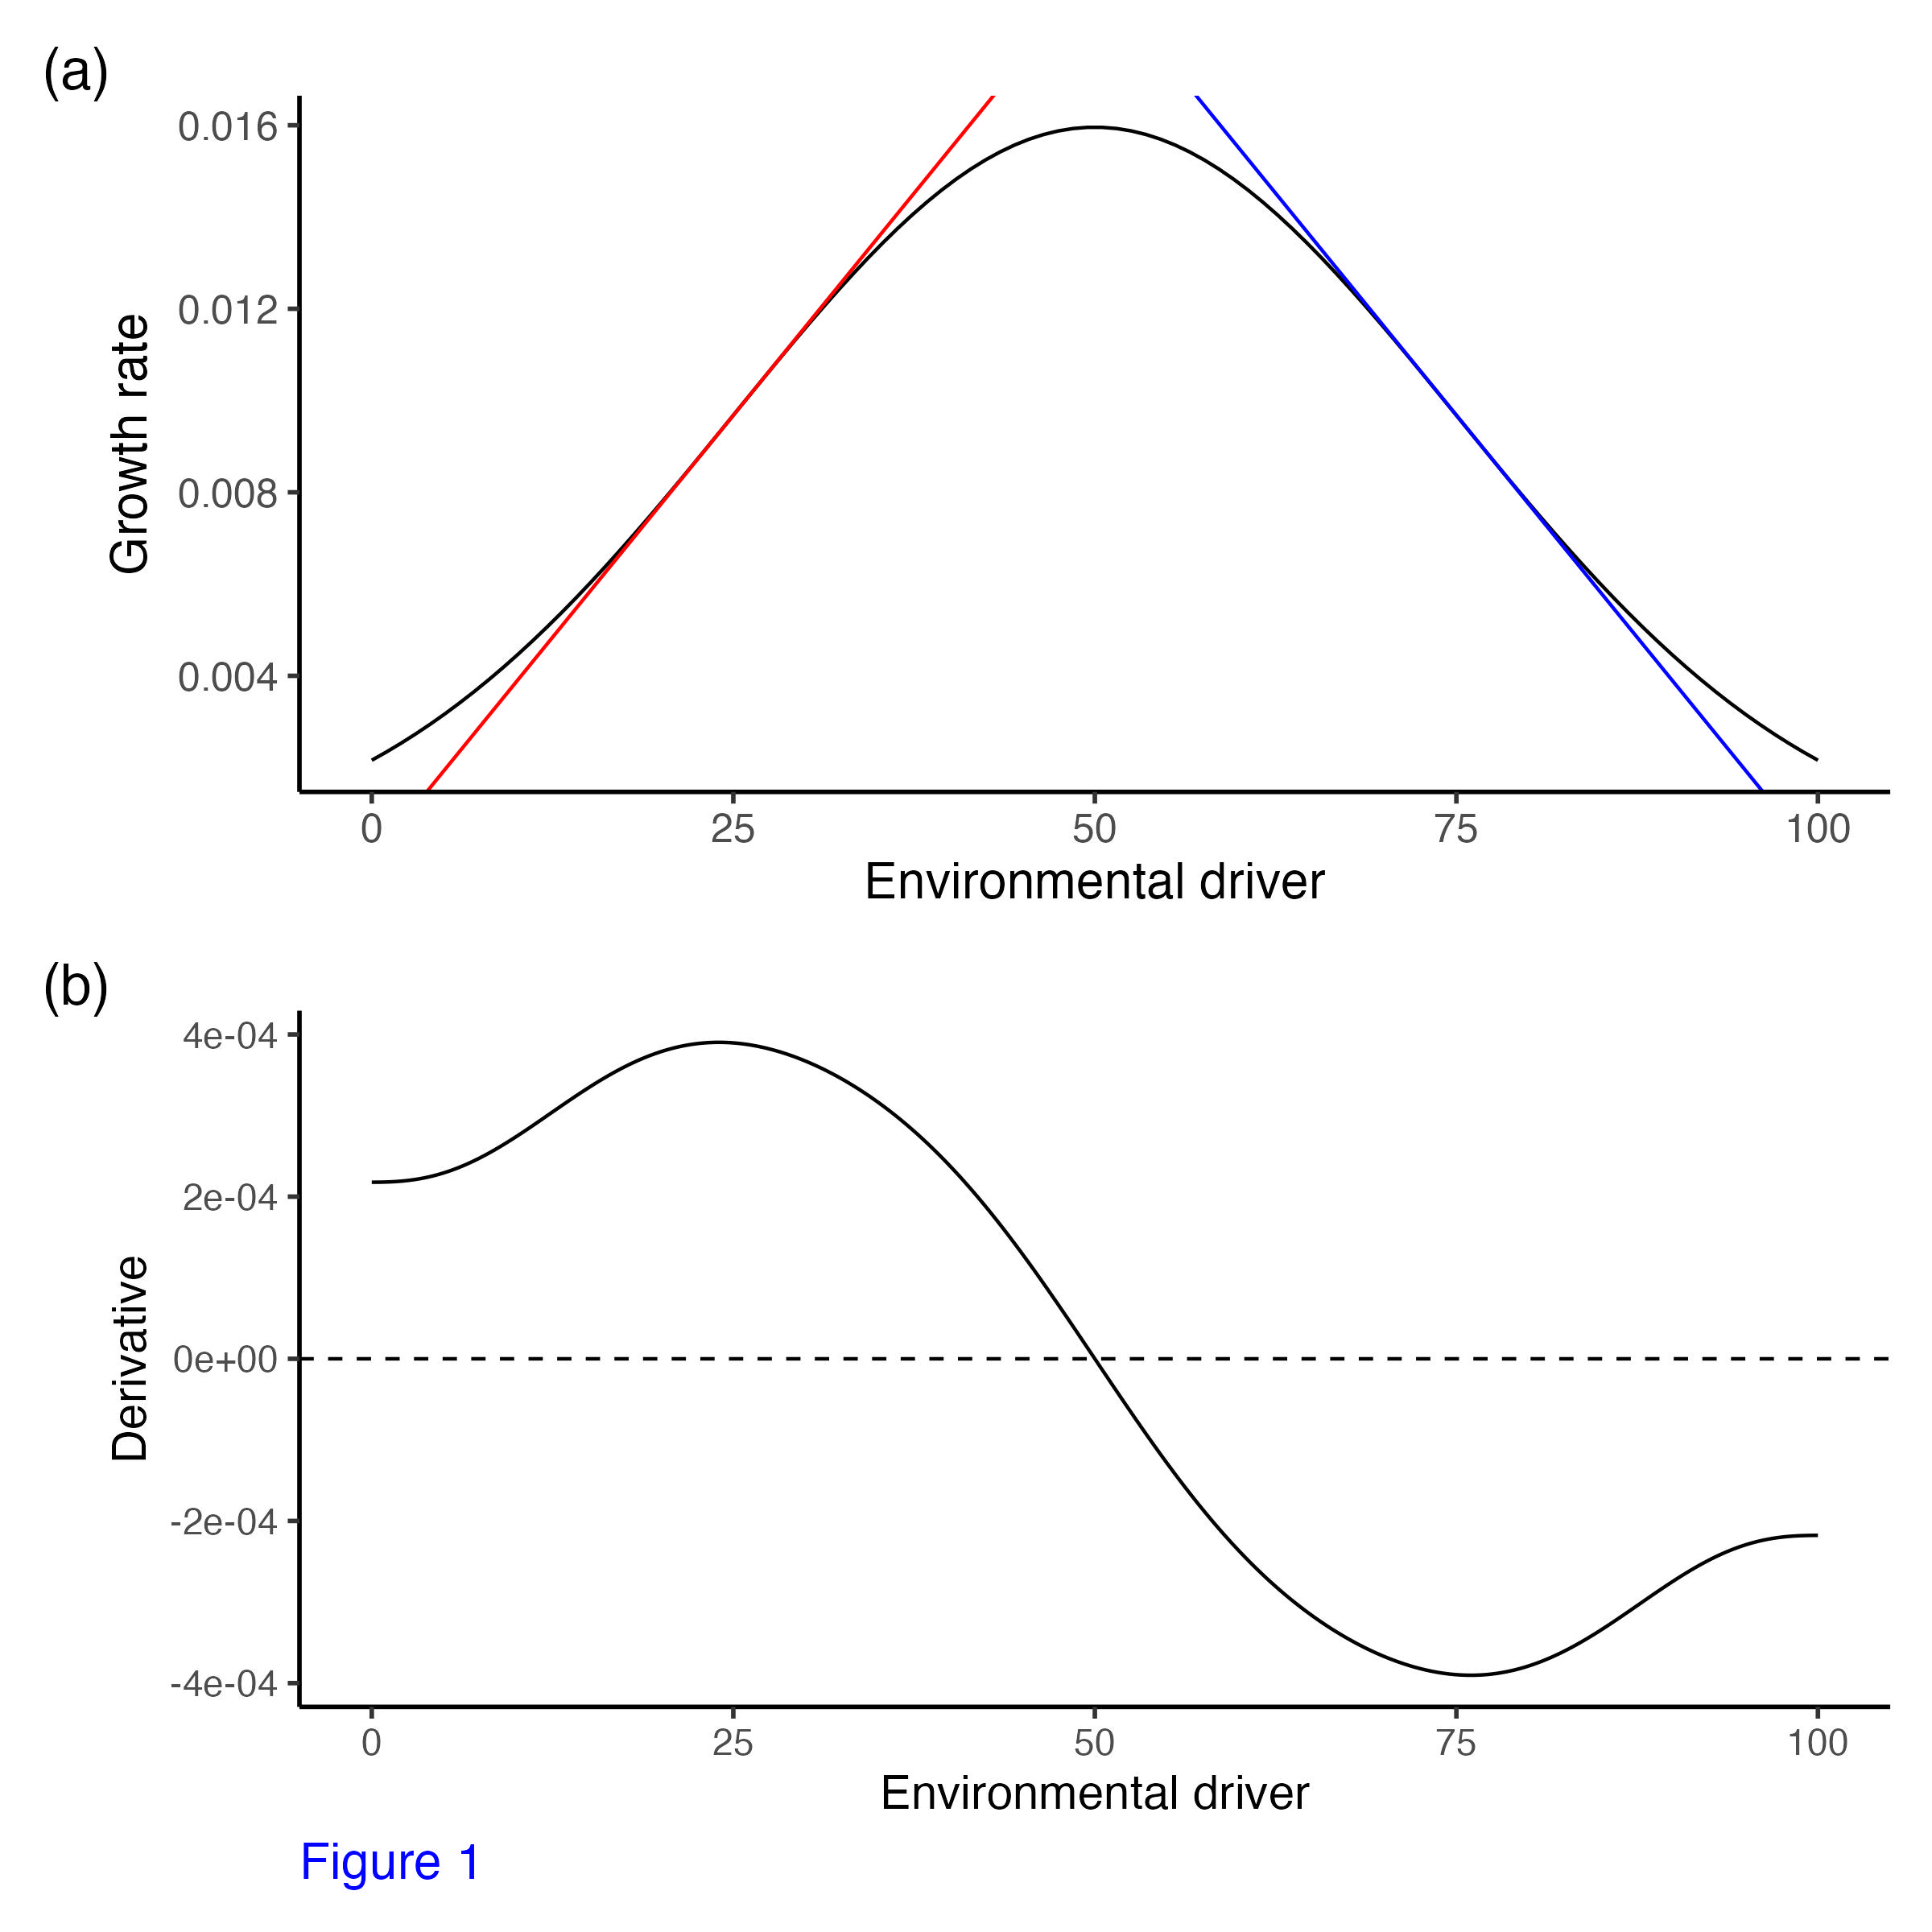 (a)
0.016
0.012
0.008
0.004
Growth rate
0 25 50 75 100
Environmental driver
(b)
4e-04
2e-04
0e+00
-2e-04
-4e-04
Derivative
0 25 50 75 100
Environmental driver
Figure 1